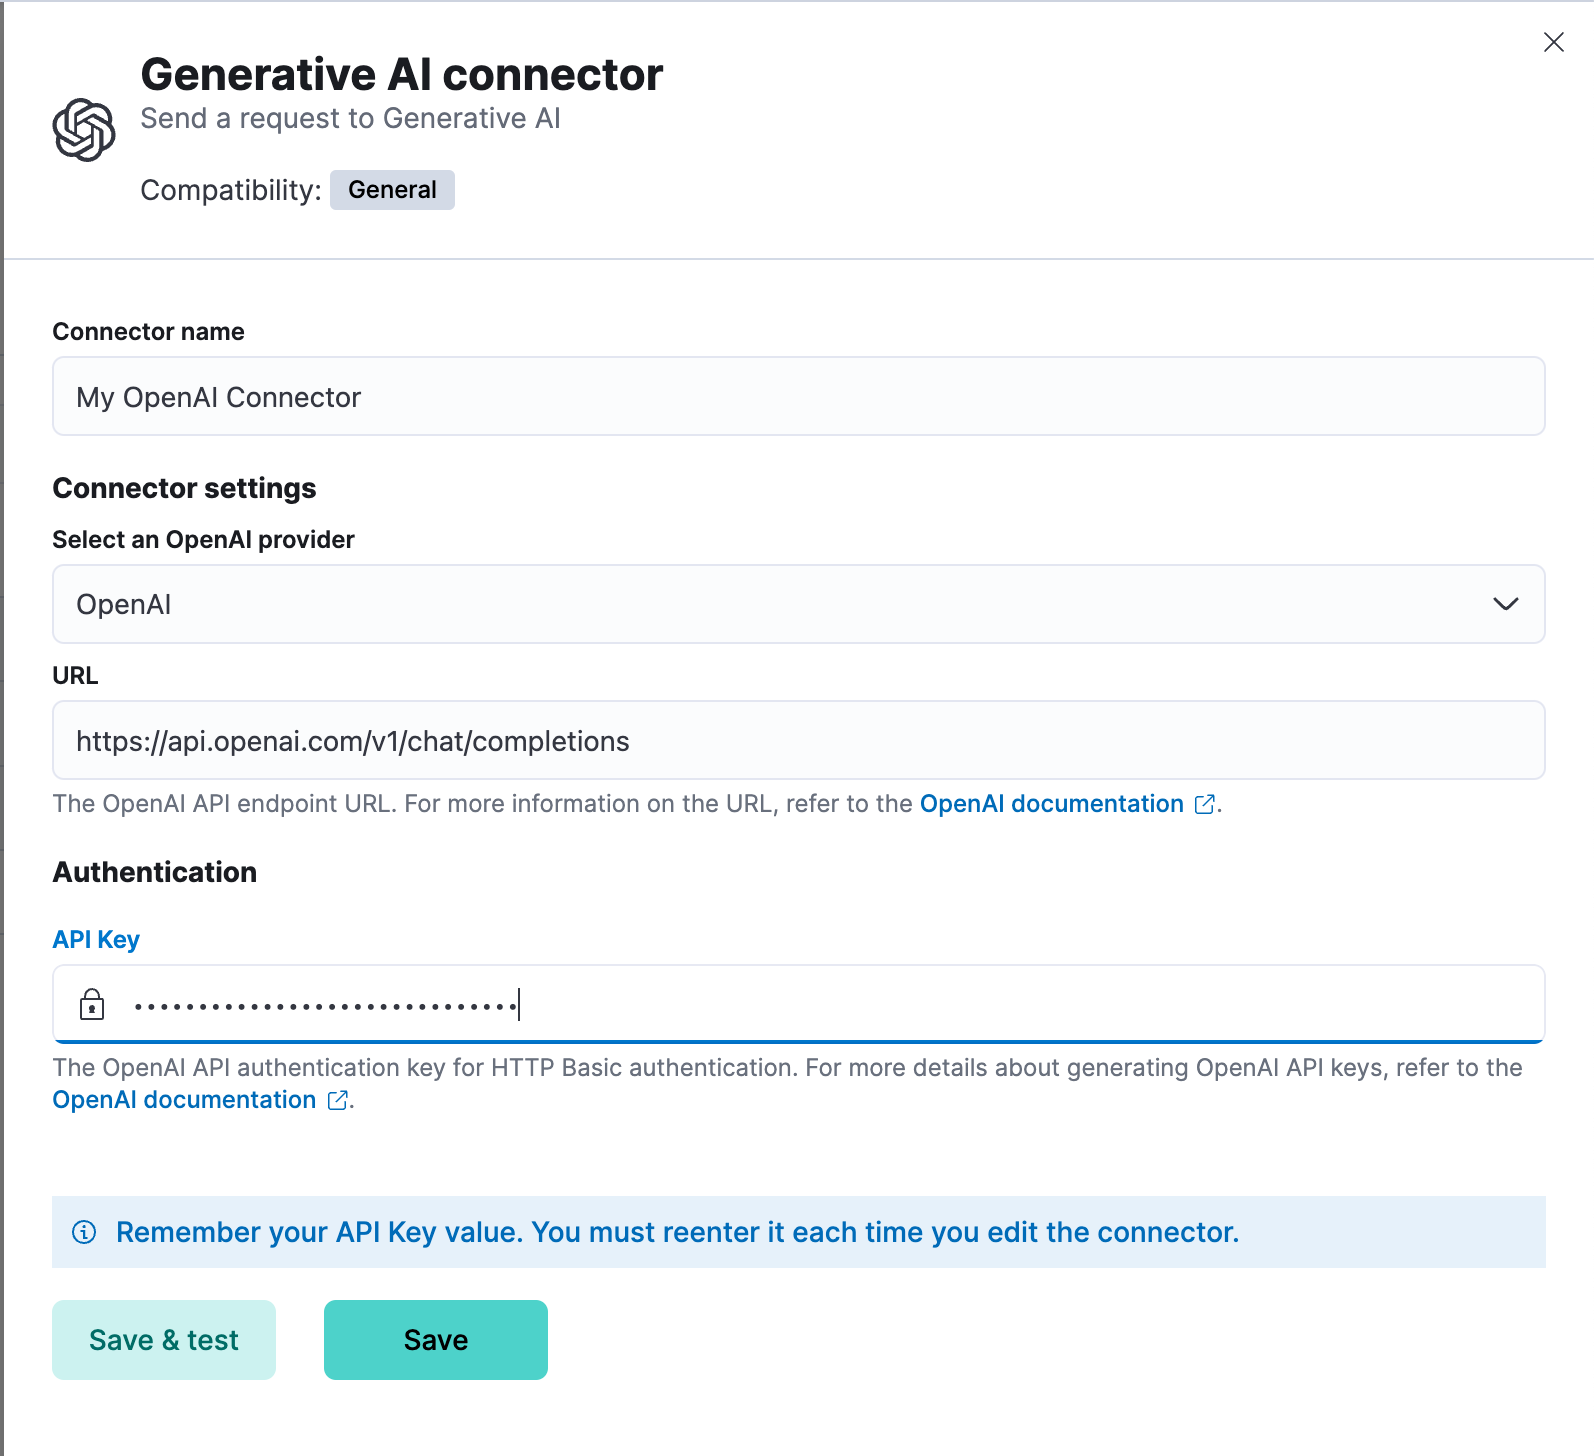 Generative AI connector
Send a request to Generative AI
Compatibility: General
Connector name
My OpenAI Connector
Connector settings
Select an OpenAI provider
OpenAI
URL
https://api.openai.com/v1/chat/completions
The OpenAI API endpoint URL. For more information on the URL, refer to the OpenAI documentation.
Authentication
API Key
••••••••••••••••••••••••••••••
The OpenAI API authentication key for HTTP Basic authentication. For more details about generating OpenAI API keys, refer to the
OpenAI documentation.
Remember your API Key value. You must reenter it each time you edit the connector.
Save & test
Save